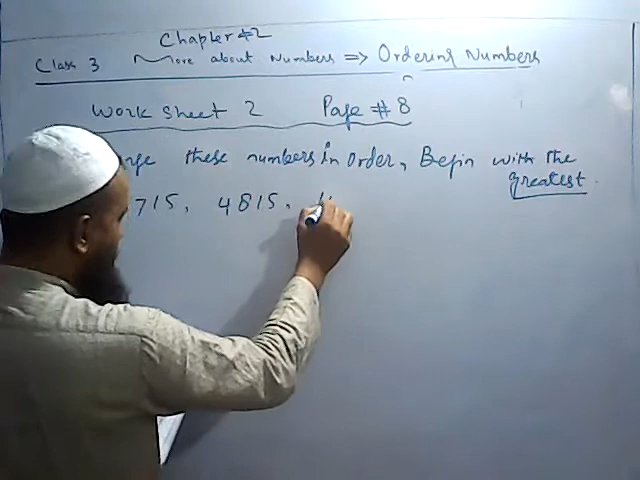 Chapter # 2
Class 3 More about Numbers => Ordering Numbers
Work Sheet 2 Page # 8
these numbers in order, Begin with the
greatest.
715, 4815,